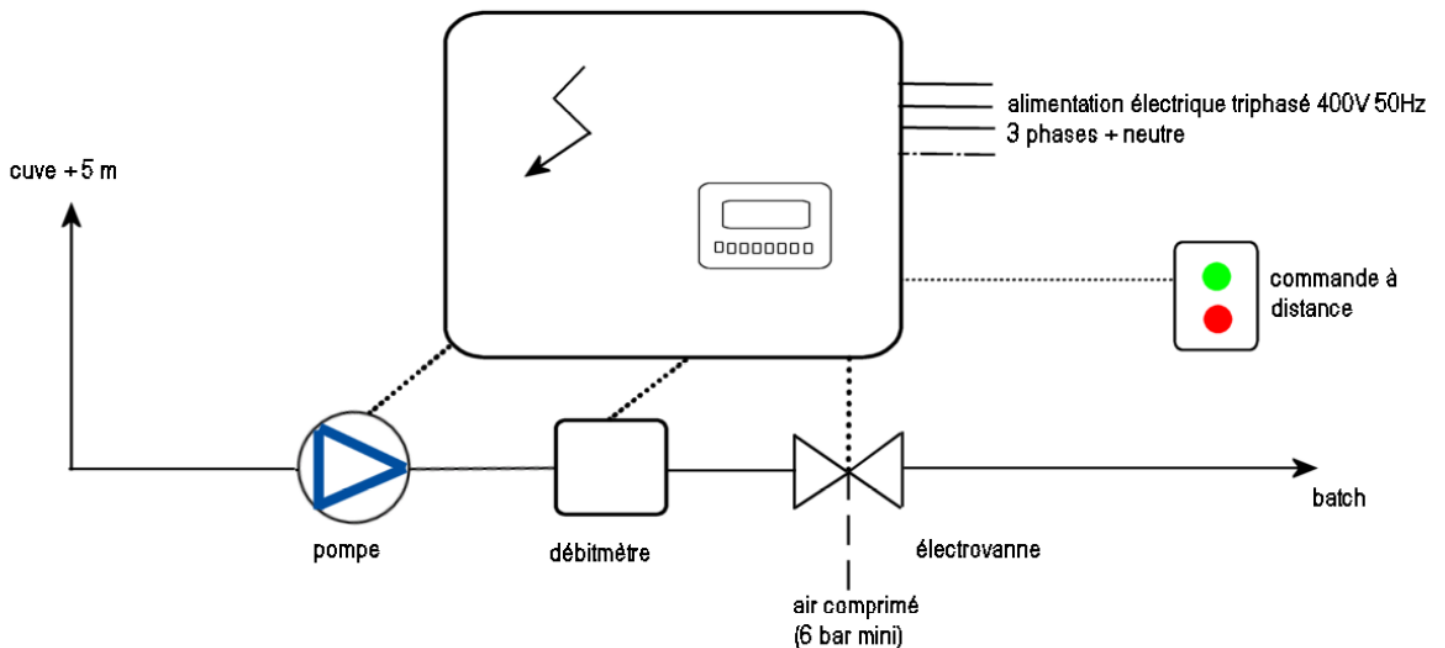 alimentation électrique triphasé 400V 50Hz
3 phases + neutre
cuve +5 m
commande à
distance
batch
pompe
débitmètre
électrovanne
air comprimé
(6 bar mini)